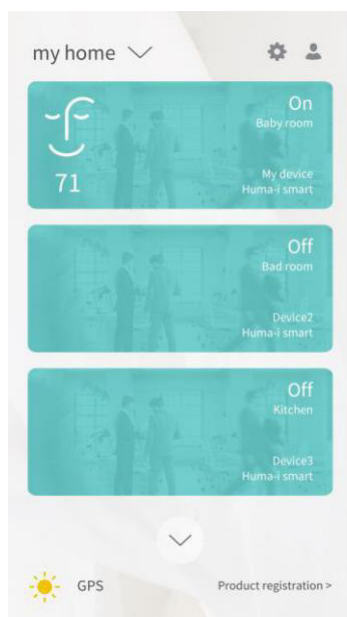 my home
On
Baby room
71
My device
Huma-i smart
Off
Bad room
Device2
Huma-i smart
Off
Kitchen
Device3
Huma-i smart
GPS
Product registration >